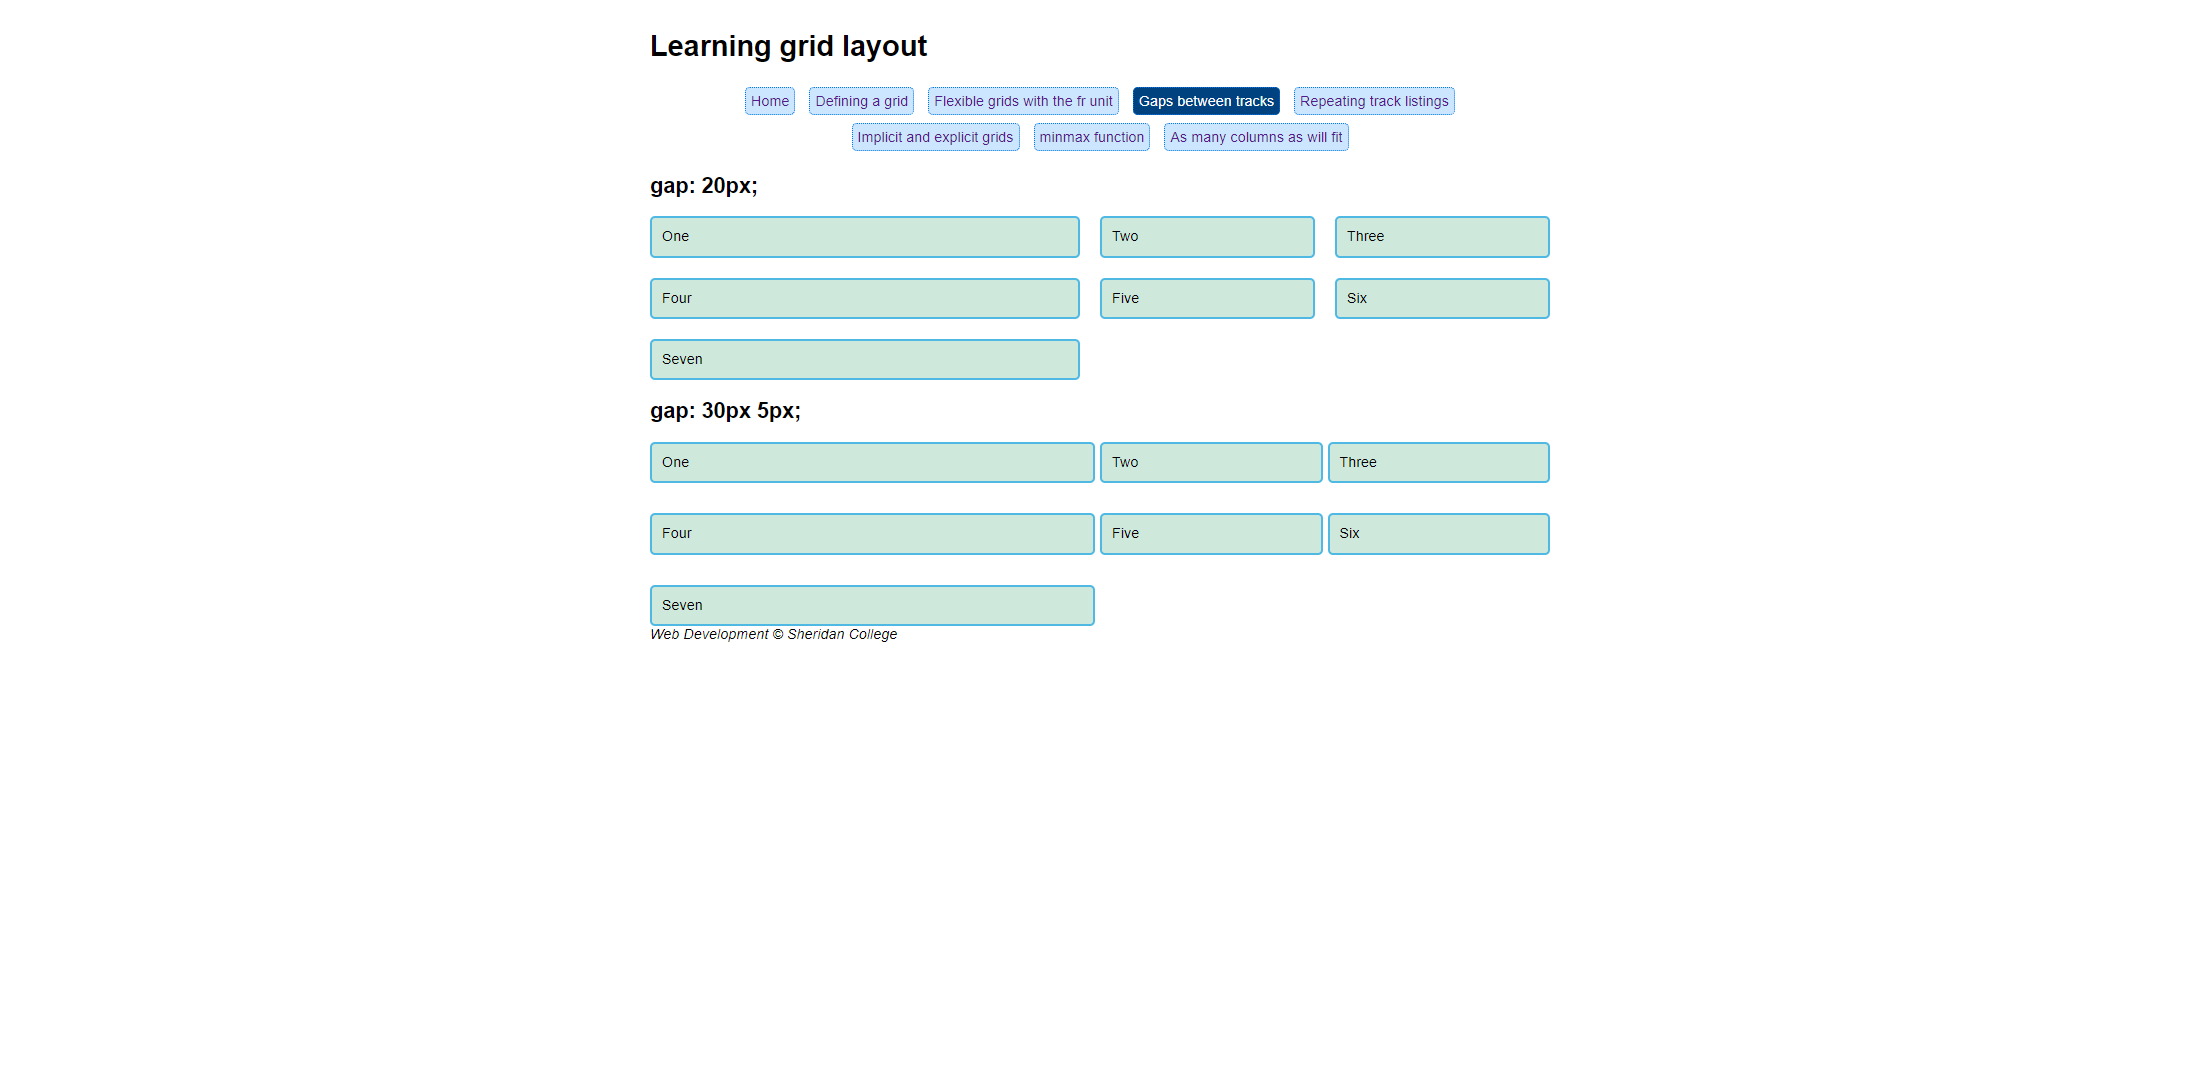 Learning grid layout
Home Defining a grid Flexible grids with the fr unit Gaps between tracks Repeating track listings
Implicit and explicit grids minmax function As many columns as will fit
gap: 20px;
One Two Three
Four Five Six
Seven
gap: 30px 5px;
One Two Three
Four Five Six
Seven
Web Development © Sheridan College